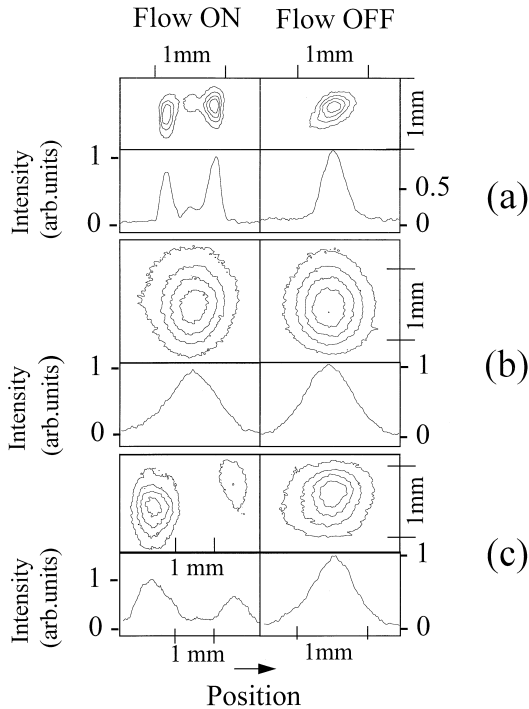 Flow ON Flow OFF
1mm 1mm
1mm
Intensity
(arb.units)
1
0
0.5
0
(a)
1mm
Intensity
(arb.units)
1
0
1
0
(b)
1mm
1 mm
Intensity
(arb.units)
1
0
1
0
(c)
1 mm 1mm
Position